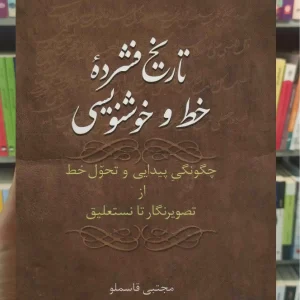 تاریخ فشردهٔ
خط و خوشنویسی
چگونگیِ پیدایی و تحوّل خط
از
تصویرنگار تا نستعلیق
مجتبی قاسملو